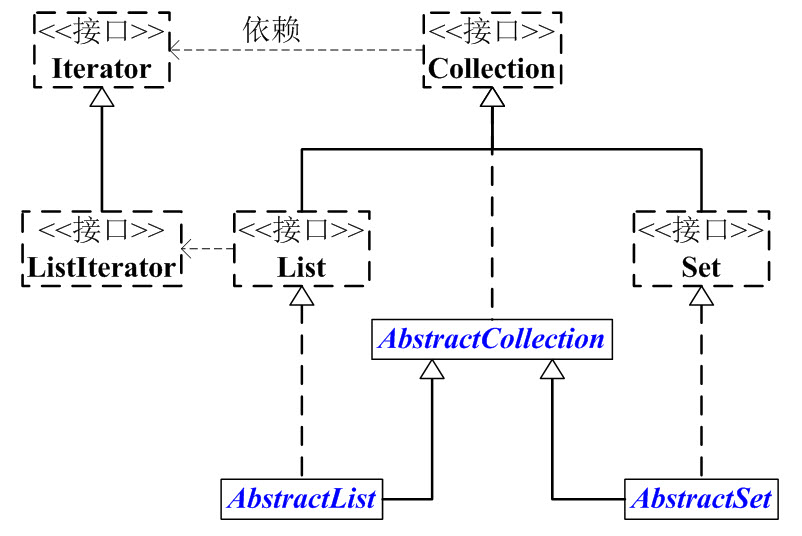 <<接口>>
Iterator
依赖
<<接口>>
Collection
<<接口>>
ListIterator
<<接口>>
List
<<接口>>
Set
AbstractCollection
AbstractList
AbstractSet